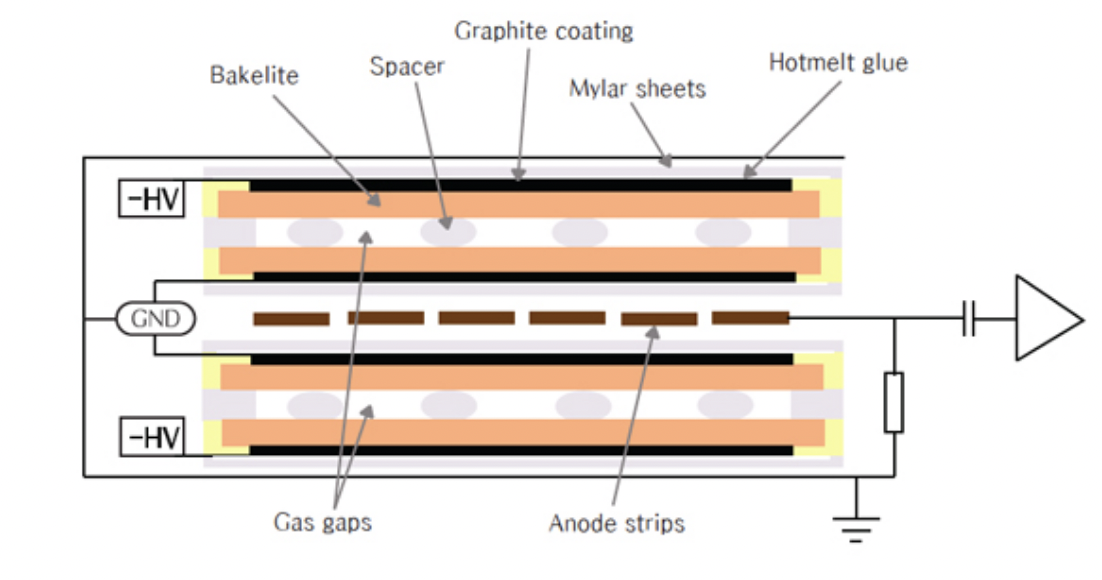 Graphite coating
Spacer
Hotmelt glue
Bakelite
Mylar sheets
-HV
GND
-HV
Gas gaps
Anode strips